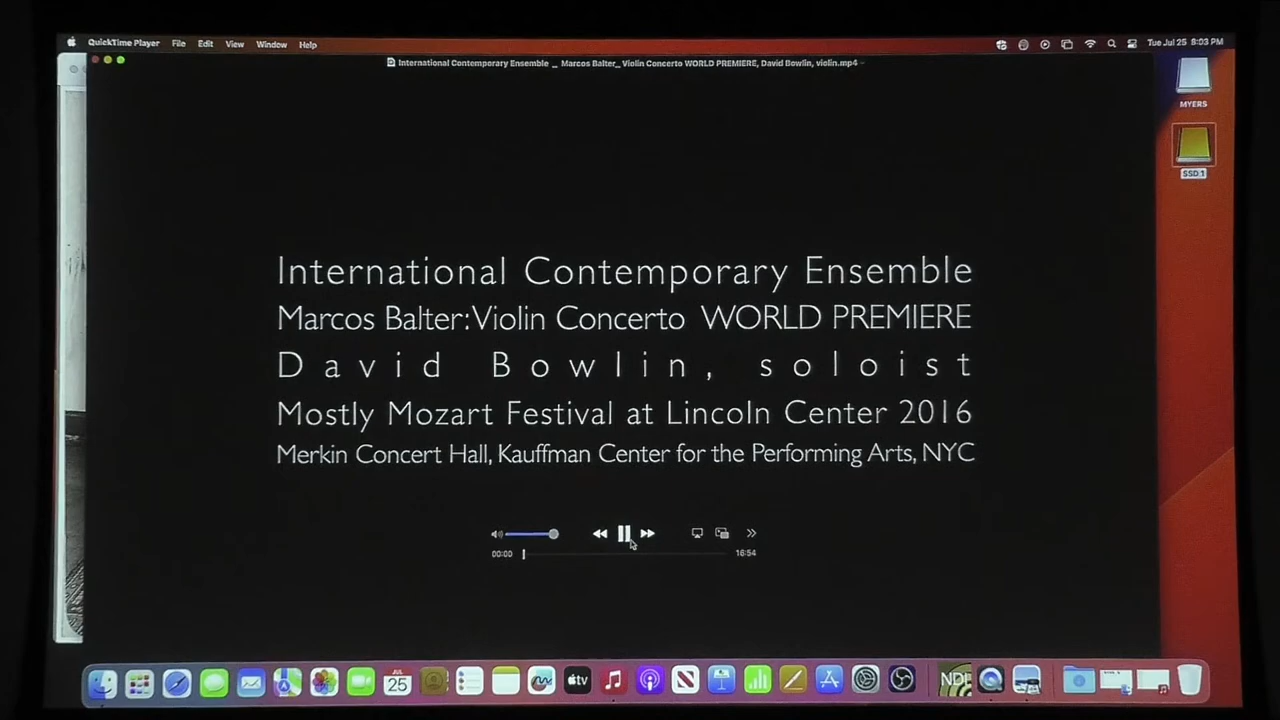 QuickTime Player File Edit View Window Help Tue Jul 25 8:03 PM
International Contemporary Ensemble _ Marcos Balter_ Violin Concerto WORLD PREMIERE, David Bowlin, violin.mp4
MYERS
SSD 1
International Contemporary Ensemble
Marcos Balter: Violin Concerto WORLD PREMIERE
David Bowlin, soloist
Mostly Mozart Festival at Lincoln Center 2016
Merkin Concert Hall, Kauffman Center for the Performing Arts, NYC
00:00 16:54
JUL
25
tv
NDI